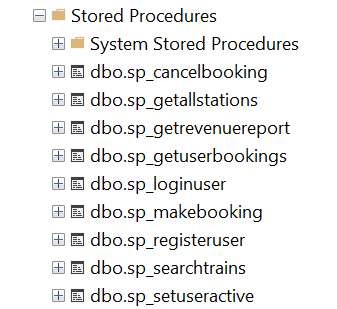 Stored Procedures
System Stored Procedures
dbo.sp_cancelbooking
dbo.sp_getallstations
dbo.sp_getrevenuereport
dbo.sp_getuserbookings
dbo.sp_loginuser
dbo.sp_makebooking
dbo.sp_registeruser
dbo.sp_searchtrains
dbo.sp_setuseractive